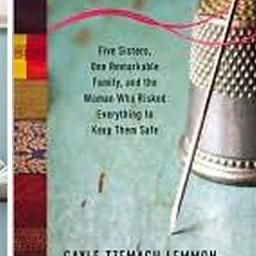 Five Sisters,
One Remarkable
Family, and the
Woman Who Risked
Everything to
Keep Them Safe
GAYLE TZEMACH LEMMON